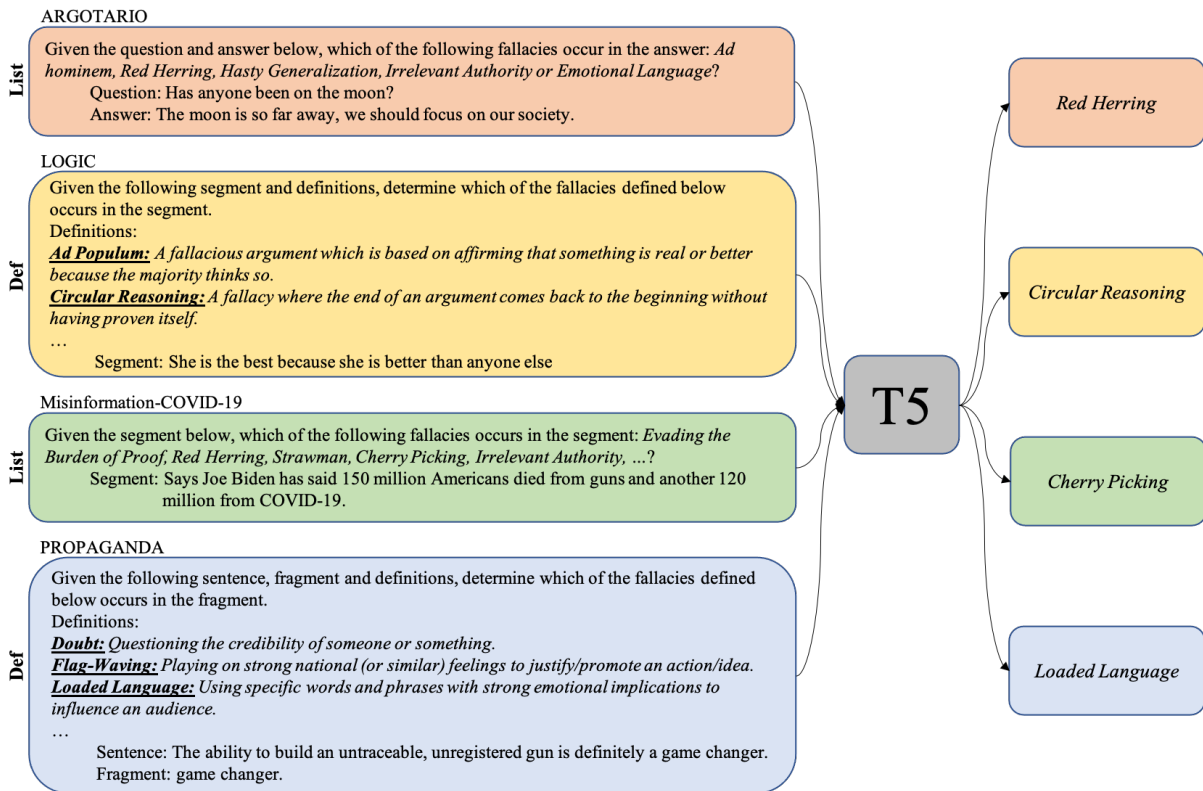 ARGOTARIO
List
Given the question and answer below, which of the following fallacies occur in the answer: Ad
hominem, Red Herring, Hasty Generalization, Irrelevant Authority or Emotional Language?
Question: Has anyone been on the moon?
Answer: The moon is so far away, we should focus on our society.
LOGIC
Def
Given the following segment and definitions, determine which of the fallacies defined below
occurs in the segment.
Definitions:
Ad Populum: A fallacious argument which is based on affirming that something is real or better
because the majority thinks so.
Circular Reasoning: A fallacy where the end of an argument comes back to the beginning without
having proven itself.
…
Segment: She is the best because she is better than anyone else
Misinformation-COVID-19
List
Given the segment below, which of the following fallacies occurs in the segment: Evading the
Burden of Proof, Red Herring, Strawman, Cherry Picking, Irrelevant Authority, …?
Segment: Says Joe Biden has said 150 million Americans died from guns and another 120
million from COVID-19.
PROPAGANDA
Def
Given the following sentence, fragment and definitions, determine which of the fallacies defined
below occurs in the fragment.
Definitions:
Doubt: Questioning the credibility of someone or something.
Flag-Waving: Playing on strong national (or similar) feelings to justify/promote an action/idea.
Loaded Language: Using specific words and phrases with strong emotional implications to
influence an audience.
…
Sentence: The ability to build an untraceable, unregistered gun is definitely a game changer.
Fragment: game changer.
T5
Red Herring
Circular Reasoning
Cherry Picking
Loaded Language